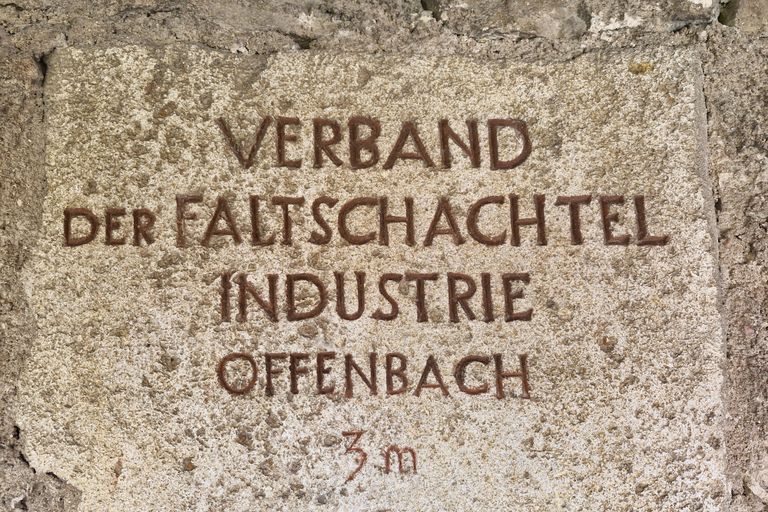 VERBAND
DER FALTSCHACHTEL
INDUSTRIE
OFFENBACH
3 m